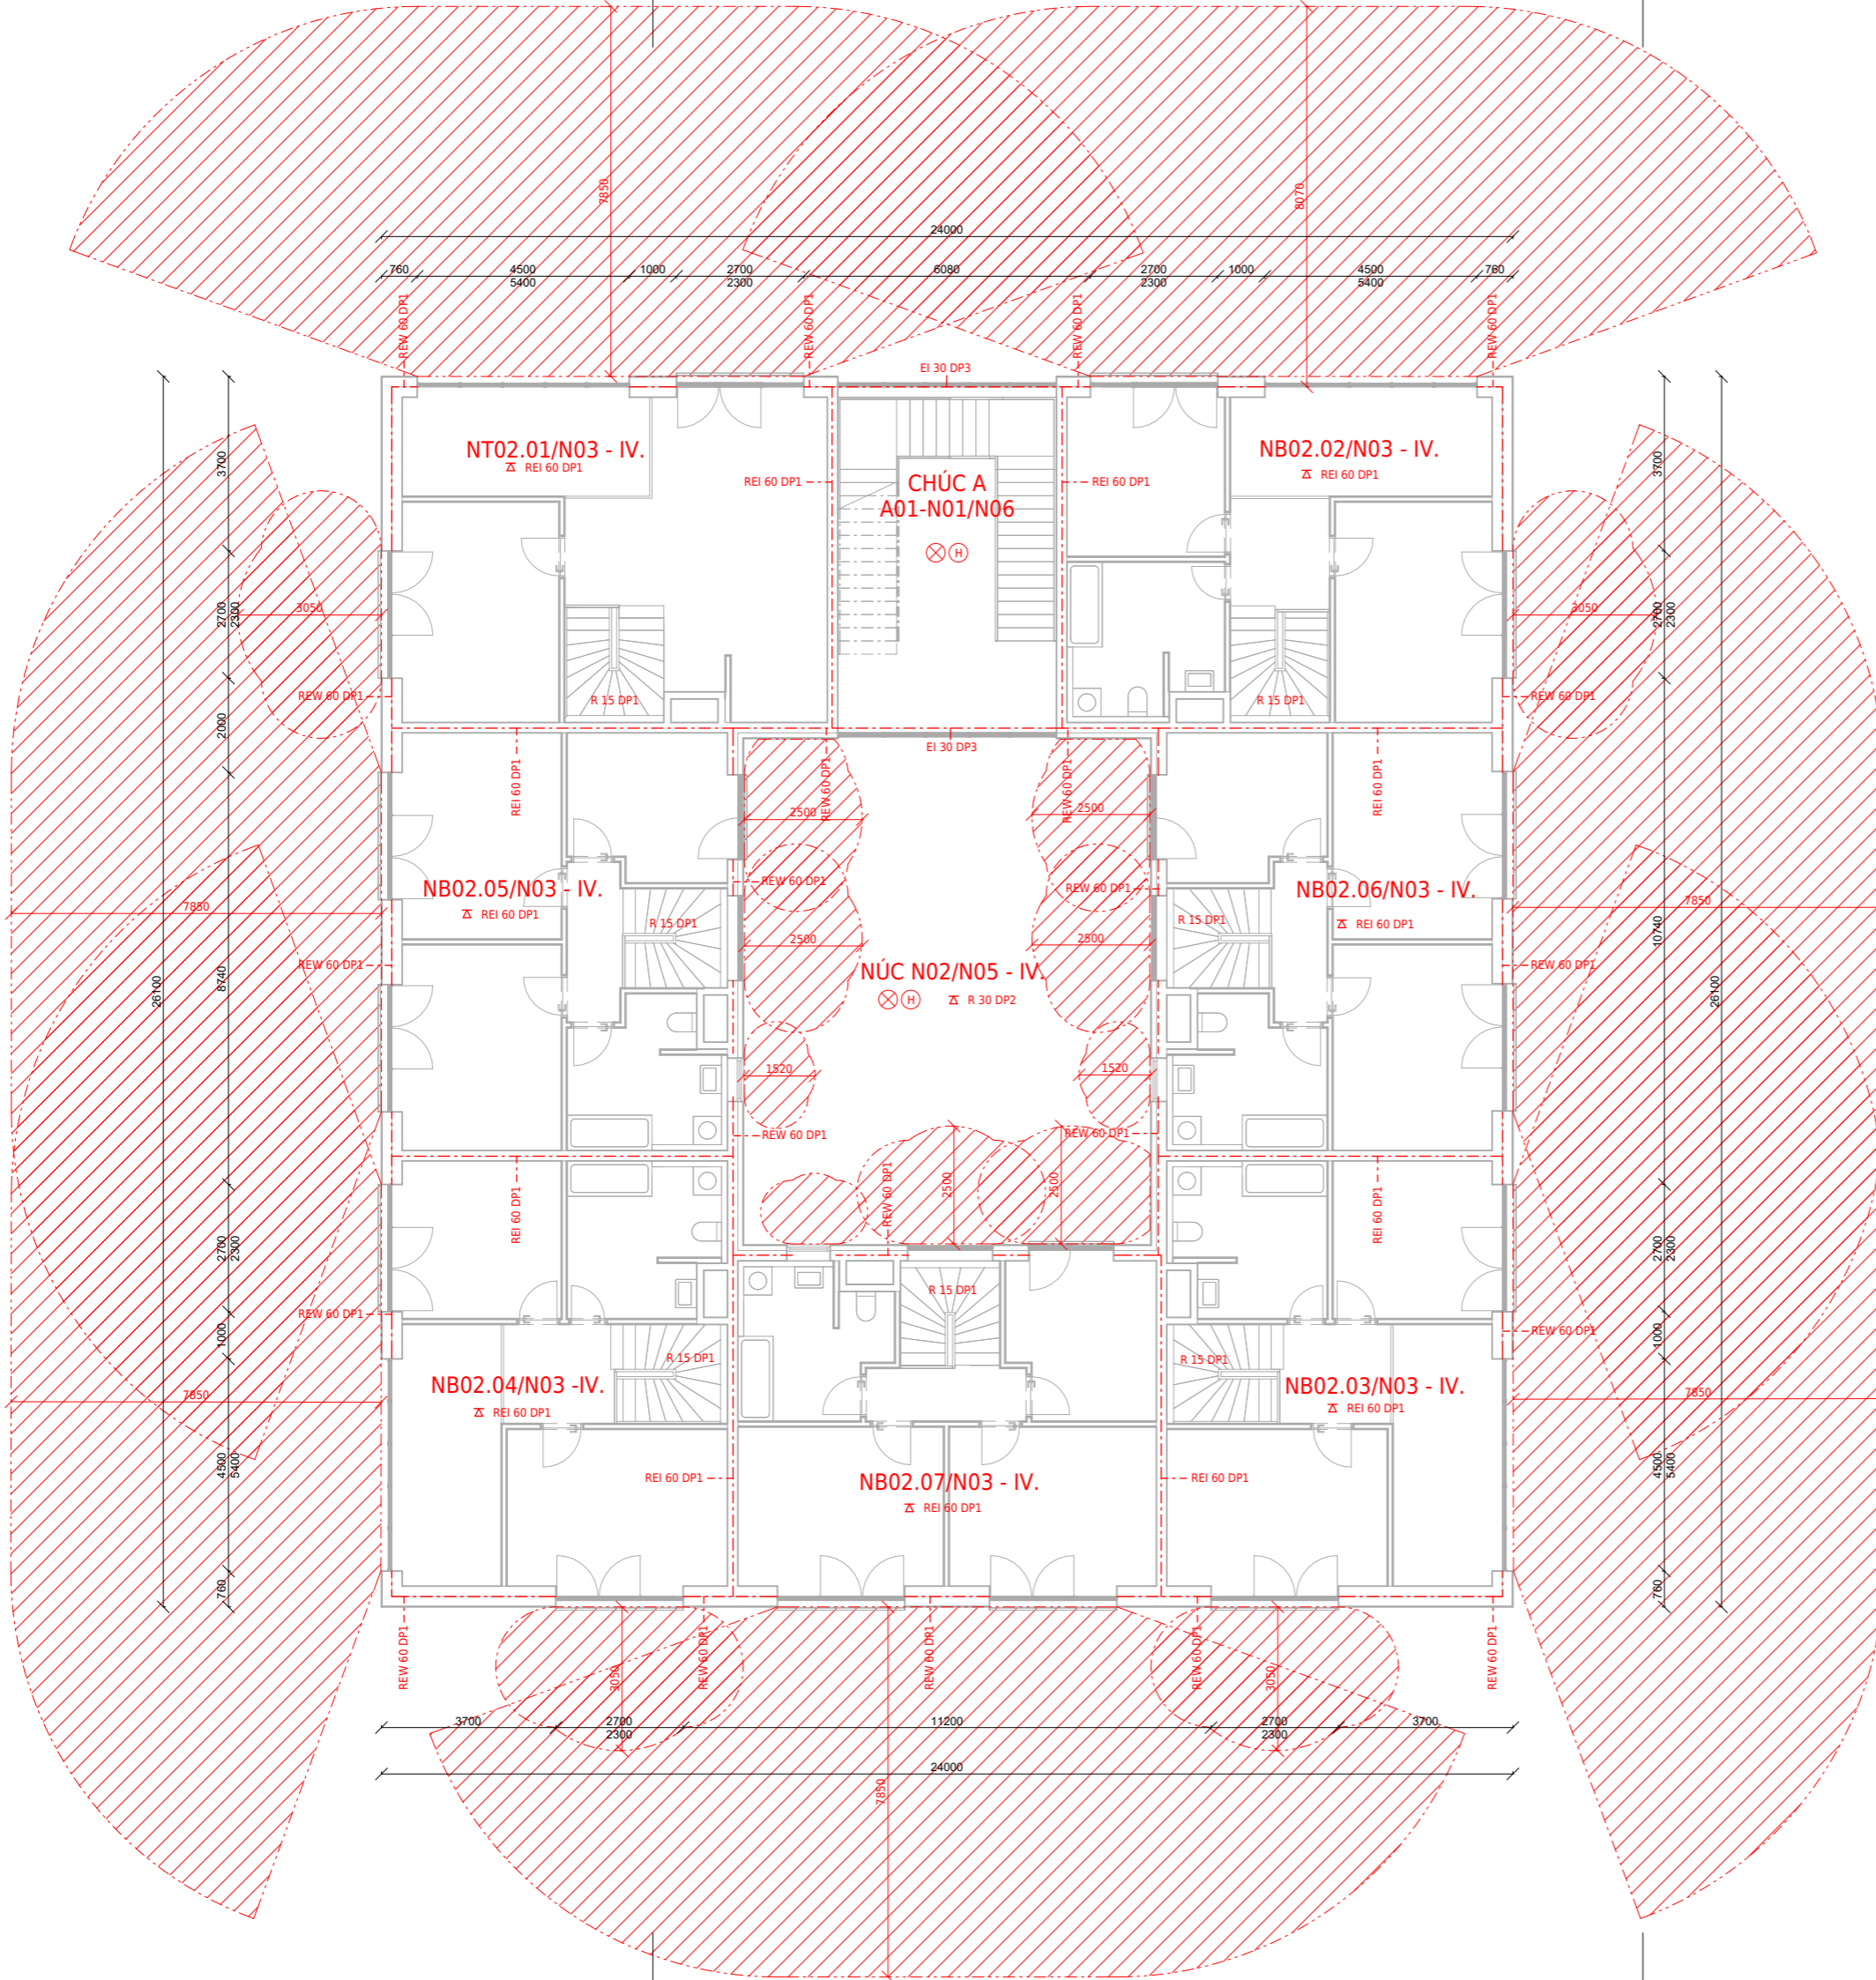 7850
8070
24000
760
4500
5400
1000
2700
2300
6080
2700
2300
1000
4500
5400
760
REW 60 DP1
REW 60 DP1
REW 60 DP1
REW 60 DP1
EI 30 DP3
NT02.01/N03 - IV.
REI 60 DP1
REI 60 DP1
CHÚC A
A01-N01/N06
H
REI 60 DP1
NB02.02/N03 - IV.
REI 60 DP1
3700
3700
3050
2700
2300
3050
2700
2300
REW 60 DP1
R 15 DP1
R 15 DP1
REW 60 DP1
2000
EI 30 DP3
REI 60 DP1
REW 60 DP1
REW 60 DP1
REI 60 DP1
2500
2500
NB02.05/N03 - IV.
REI 60 DP1
REW 60 DP1
REW 60 DP1
NB02.06/N03 - IV.
REI 60 DP1
7850
R 15 DP1
R 15 DP1
7850
2500
2500
10740
REW 60 DP1
REW 60 DP1
26100
8740
26100
NÚC N02/N05 - IV.
H
R 30 DP2
1520
1520
REW 60 DP1
REW 60 DP1
REI 60 DP1
REW 60 DP1
2500
2500
REI 60 DP1
2700
2300
2700
2300
REW 60 DP1
R 15 DP1
REW 60 DP1
1000
1000
R 15 DP1
R 15 DP1
7850
NB02.04/N03 -IV.
REI 60 DP1
NB02.03/N03 - IV.
REI 60 DP1
7850
4500
5400
REI 60 DP1
NB02.07/N03 - IV.
REI 60 DP1
REI 60 DP1
4500
5400
760
760
REW 60 DP1
3050
REW 60 DP1
REW 60 DP1
REW 60 DP1
3050
REW 60 DP1
3700
2700
2300
11200
2700
2300
3700
24000
7850